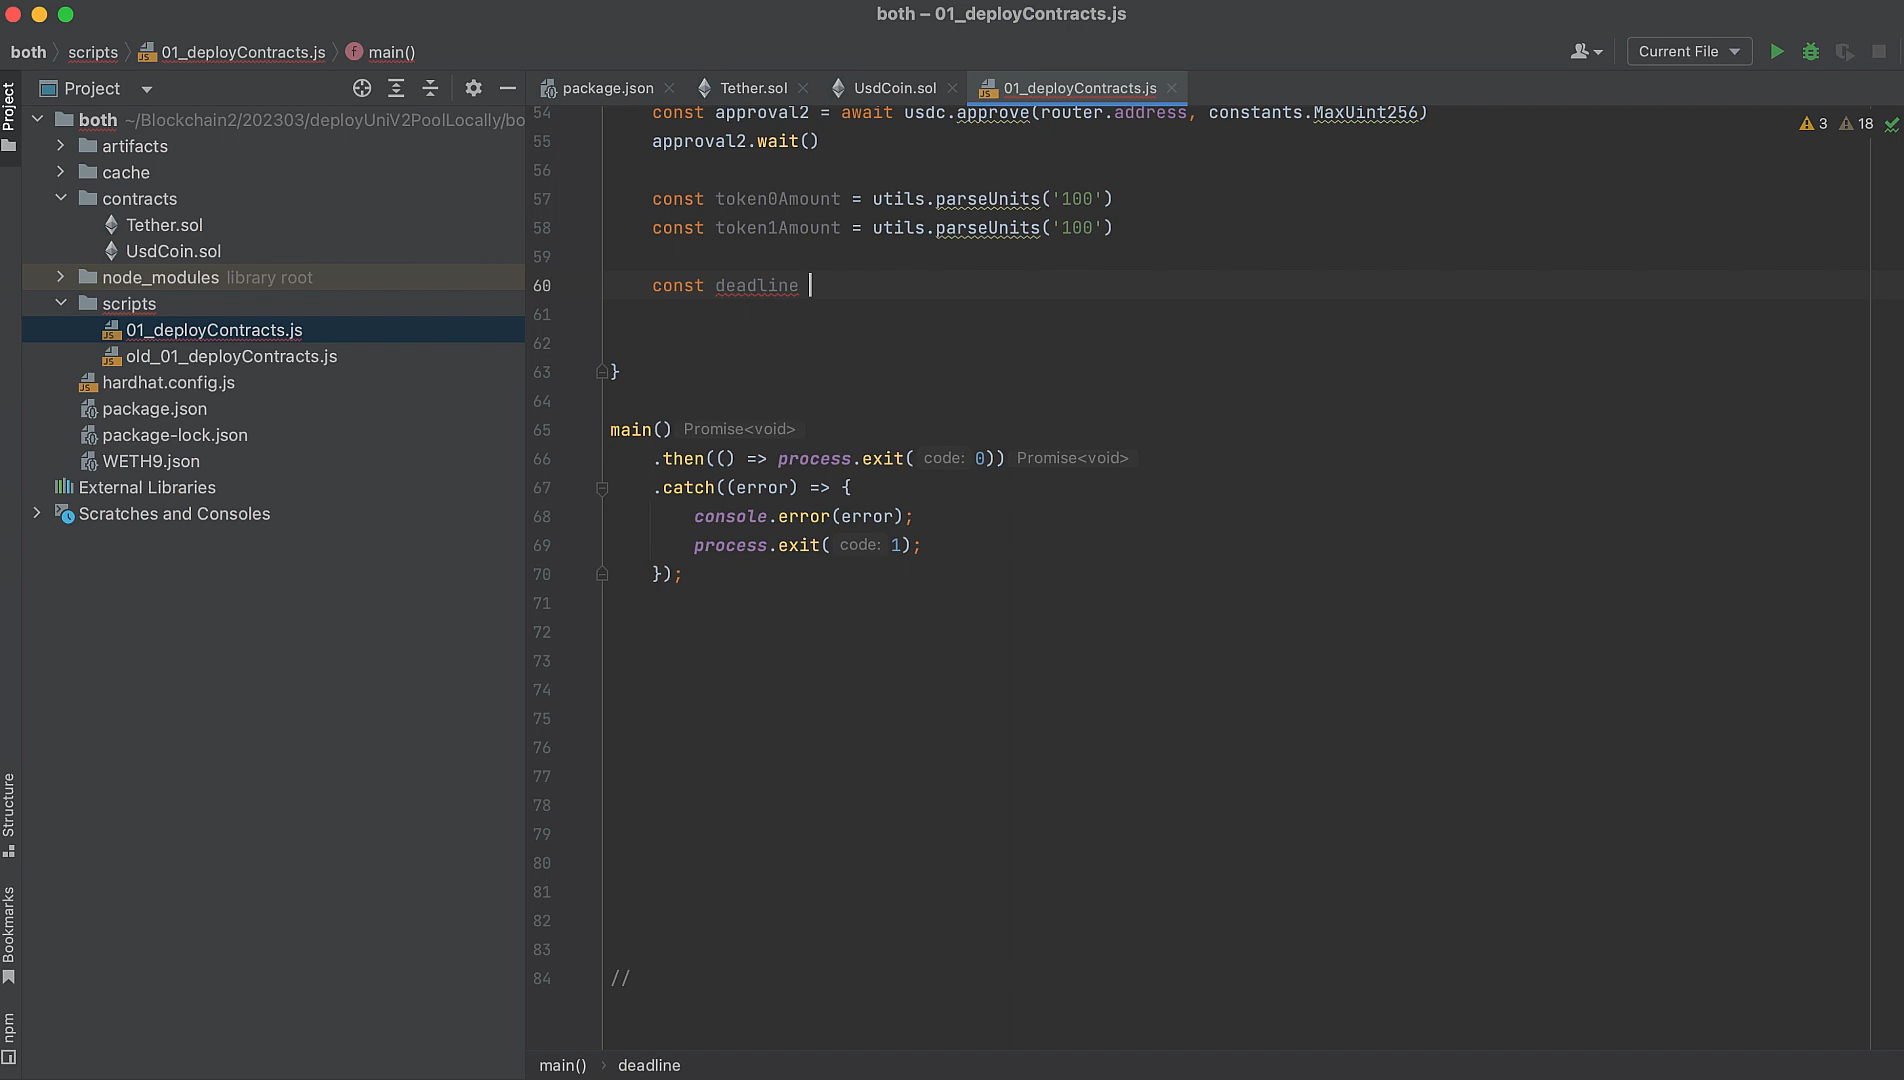 both – 01_deployContracts.js
both scripts 01_deployContracts.js main()
Current File
Project
Project
package.json
Tether.sol
UsdCoin.sol
01_deployContracts.js
both ~/Blockchain2/202303/deployUniV2PoolLocally/bo
artifacts
cache
contracts
Tether.sol
UsdCoin.sol
node_modules library root
scripts
01_deployContracts.js
old_01_deployContracts.js
hardhat.config.js
package.json
package-lock.json
WETH9.json
External Libraries
Scratches and Consoles
3 18
54 const approval2 = await usdc.approve(router.address, constants.MaxUint256)
55 approval2.wait()
56
57 const token0Amount = utils.parseUnits('100')
58 const token1Amount = utils.parseUnits('100')
59
60 const deadline
61
62
63 }
64
65 main() Promise<void>
66 .then(() => process.exit( code: 0)) Promise<void>
67 .catch((error) => {
68 console.error(error);
69 process.exit( code: 1);
70 });
71
72
73
74
75
76
77
78
79
80
81
82
83
84 //
Structure
Bookmarks
npm
main() deadline